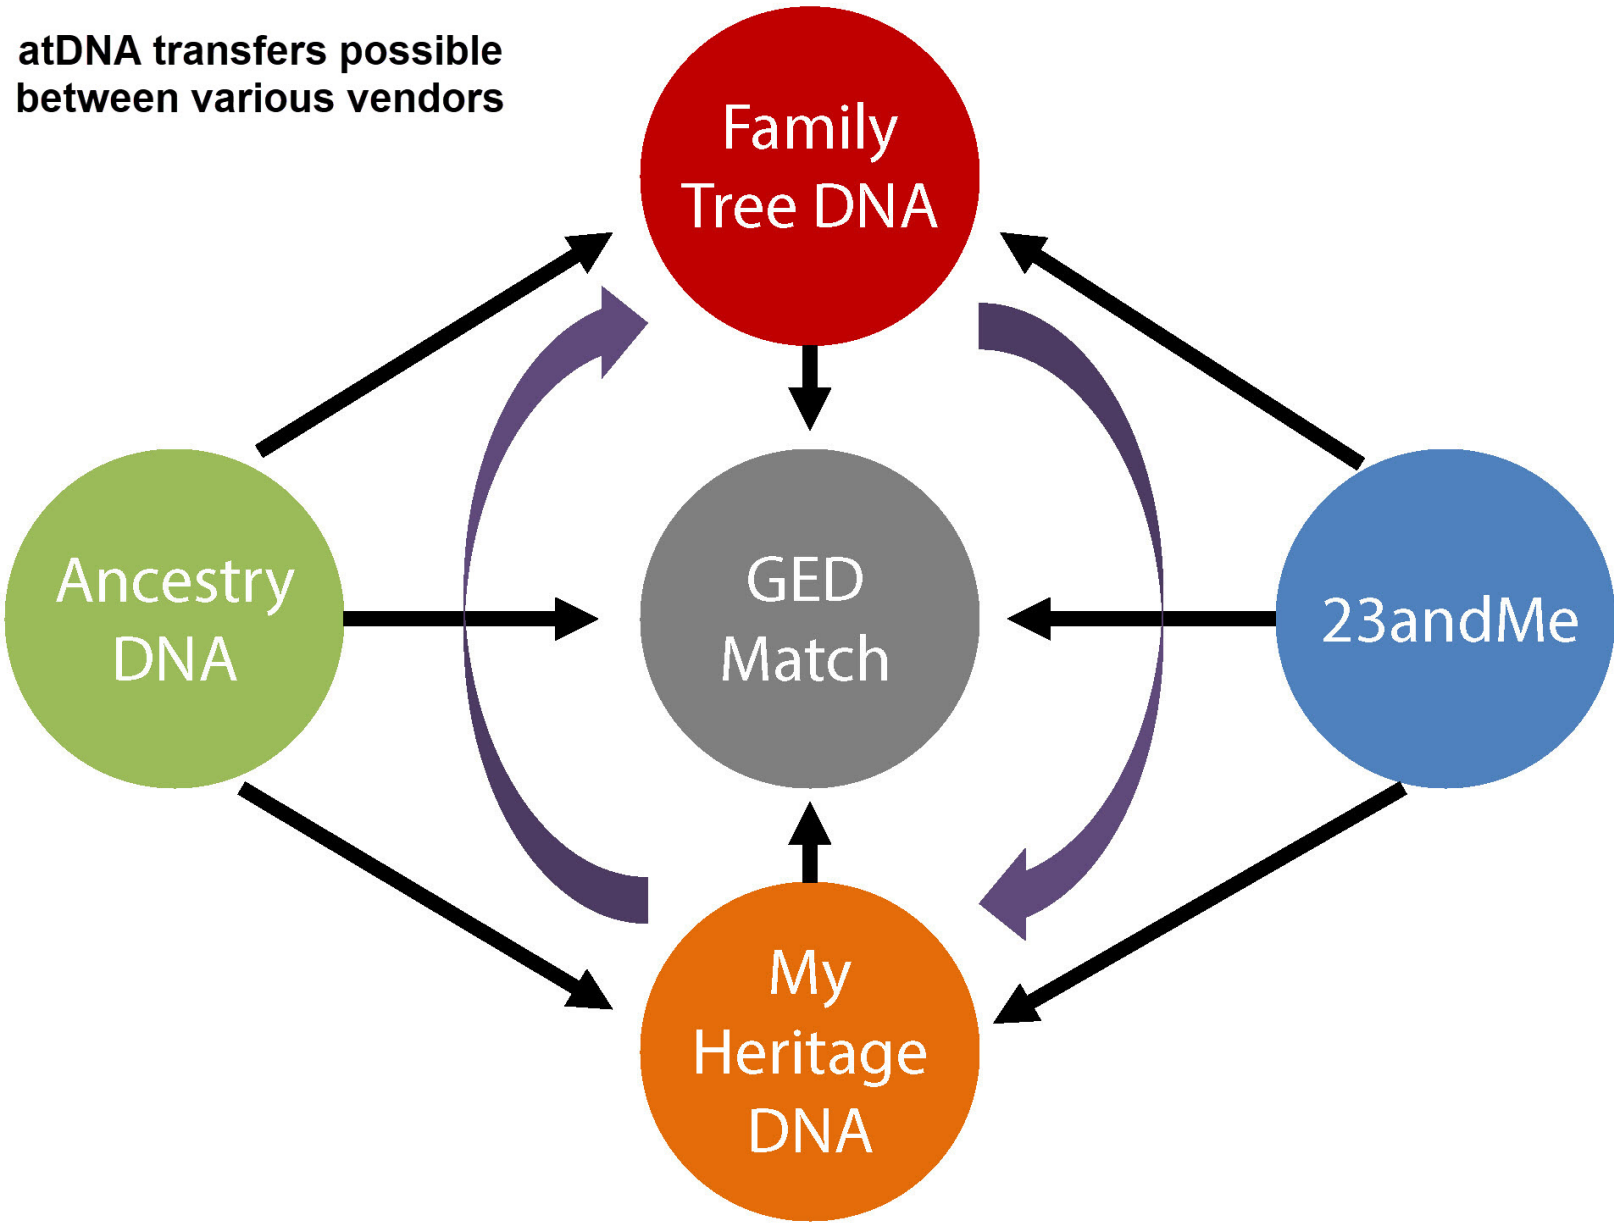 atDNA transfers possible
between various vendors
Family
Tree DNA
Ancestry
DNA
GED
Match
23andMe
My
Heritage
DNA